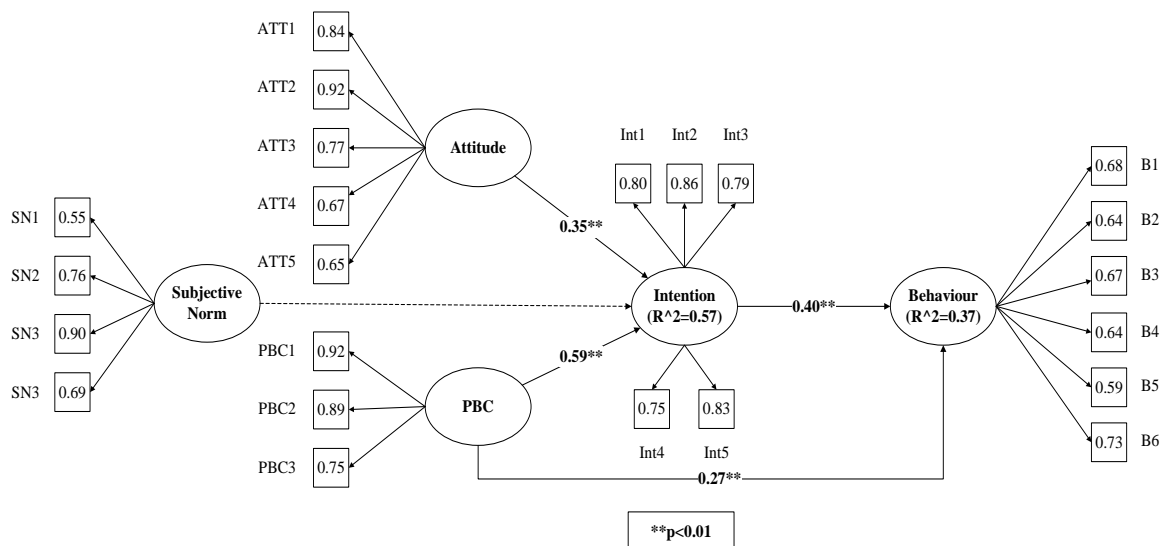 ATT1 0.84
ATT2 0.92
ATT3 0.77
ATT4 0.67
ATT5 0.65
Attitude
SN1 0.55
SN2 0.76
SN3 0.90
SN3 0.69
Subjective
Norm
PBC1 0.92
PBC2 0.89
PBC3 0.75
PBC
0.35**
0.59**
Int1 Int2 Int3
0.80 0.86 0.79
Intention
(R^2=0.57)
0.75 0.83
Int4 Int5
0.40**
0.27**
Behaviour
(R^2=0.37)
0.68 B1
0.64 B2
0.67 B3
0.64 B4
0.59 B5
0.73 B6
**p<0.01